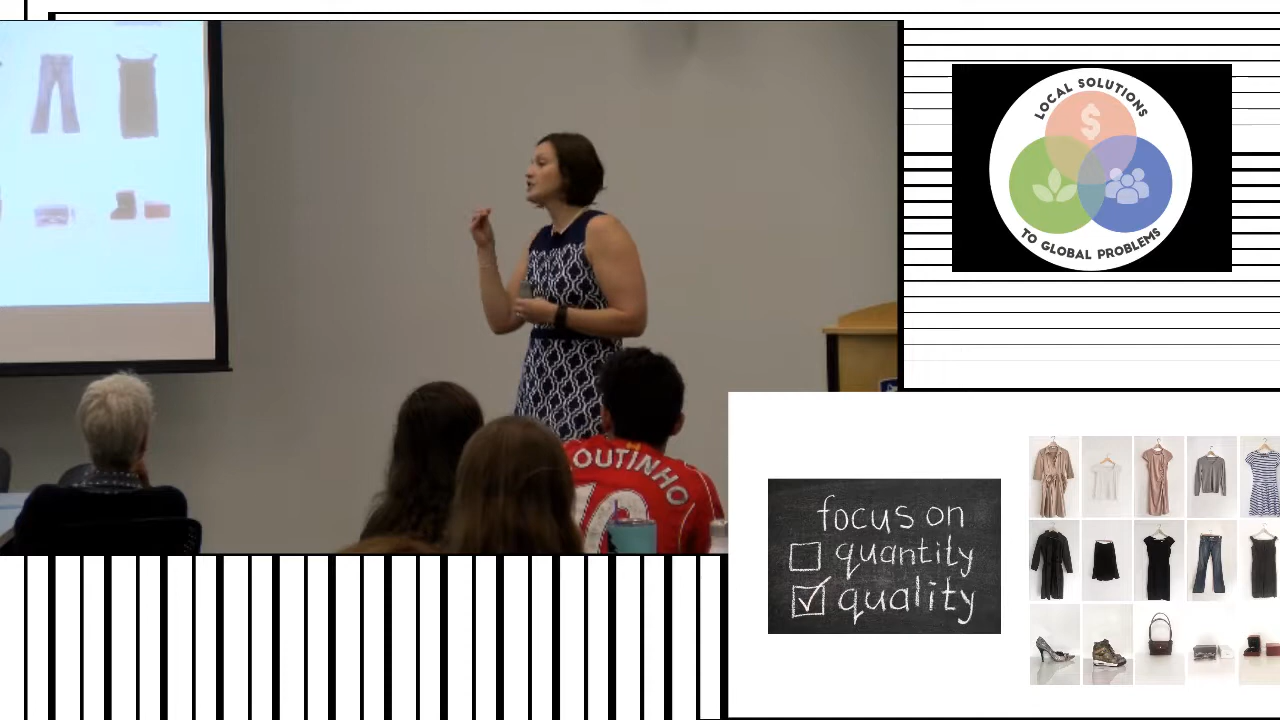 LOCAL SOLUTIONS
TO GLOBAL PROBLEMS
$
OUTINHO
10
focus on
quantity
quality